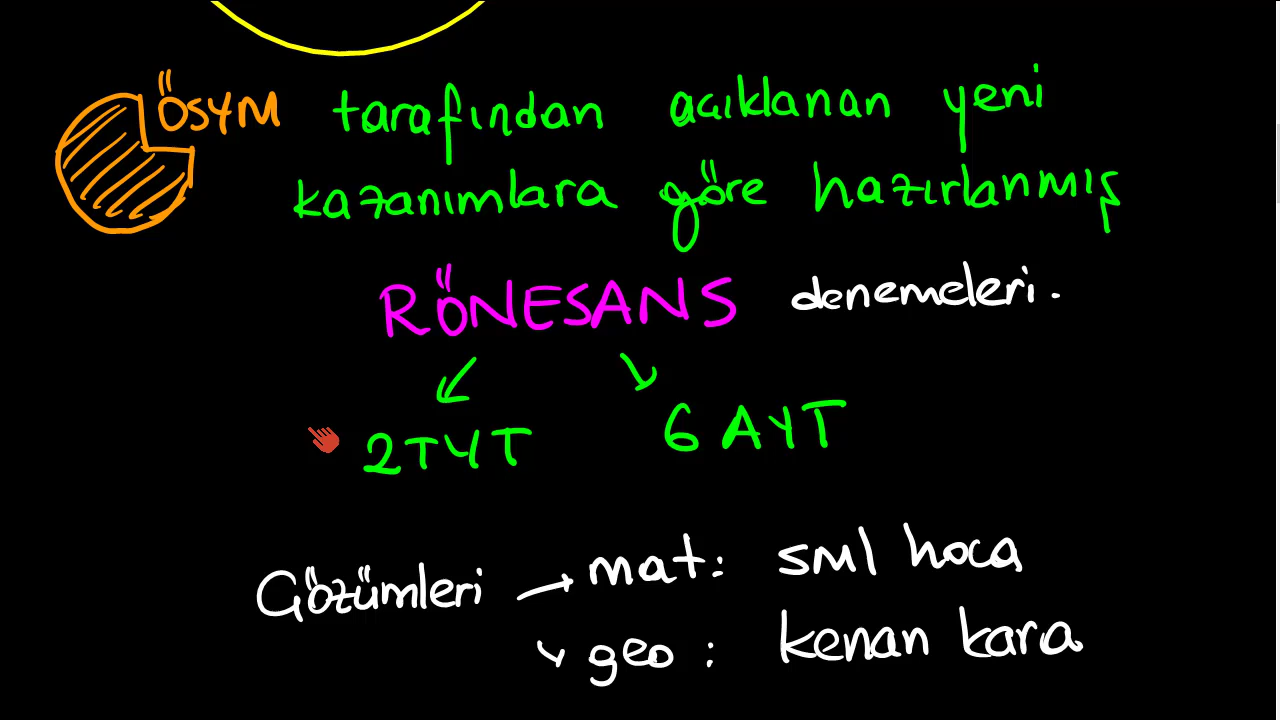 ÖSYM tarafından açıklanan yeni
kazanımlara göre hazırlanmış
RÖNESANS denemeleri.
2TYT 6 AYT
Çözümleri → mat: SML hoca
↘ geo: kenan kara